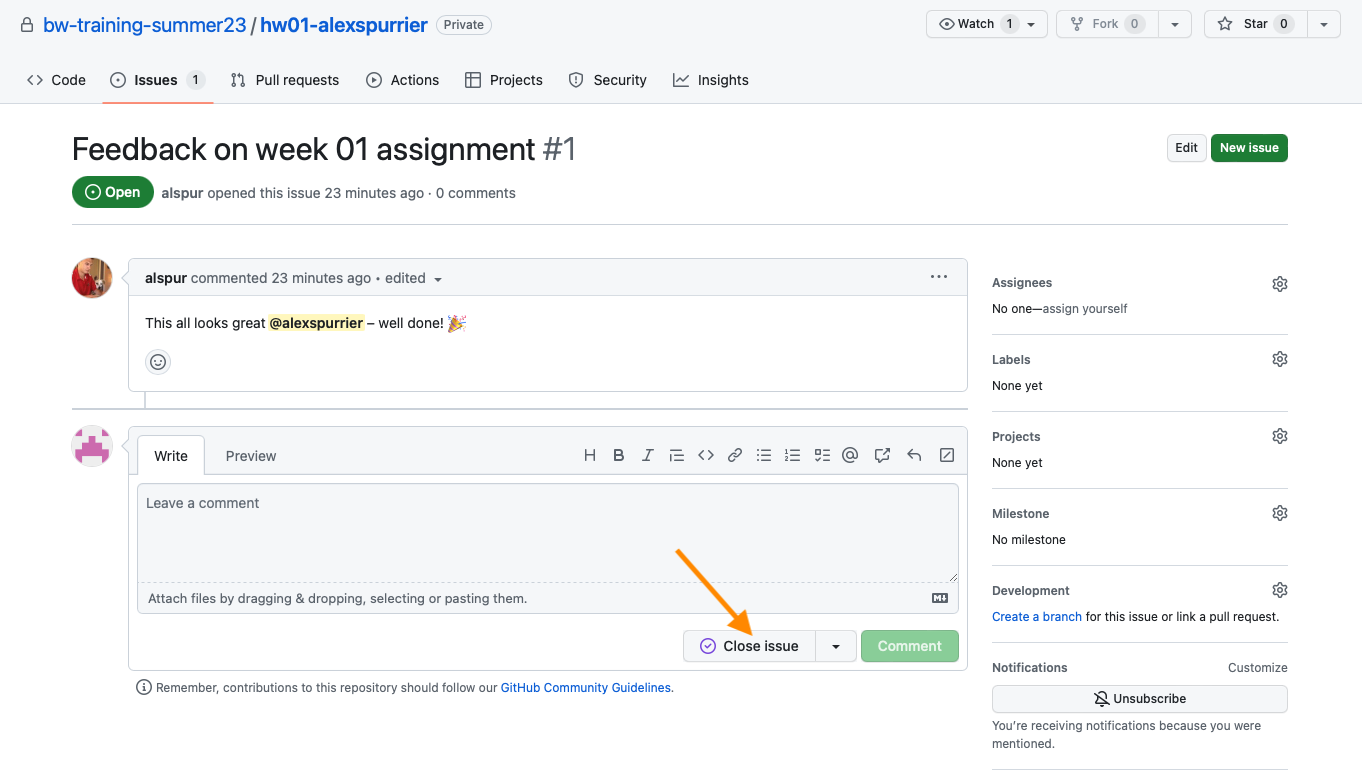 bw-training-summer23 / hw01-alexspurrier Private
Watch 1 Fork 0 Star 0
Code Issues 1 Pull requests Actions Projects Security Insights
Feedback on week 01 assignment #1
Edit New issue
Open alspur opened this issue 23 minutes ago · 0 comments
alspur commented 23 minutes ago • edited
This all looks great @alexspurrier – well done! 🎉
Write Preview
Leave a comment
Attach files by dragging & dropping, selecting or pasting them.
Close issue Comment
Remember, contributions to this repository should follow our GitHub Community Guidelines.
Assignees
No one—assign yourself
Labels
None yet
Projects
None yet
Milestone
No milestone
Development
Create a branch for this issue or link a pull request.
Notifications Customize
Unsubscribe
You’re receiving notifications because you were
mentioned.